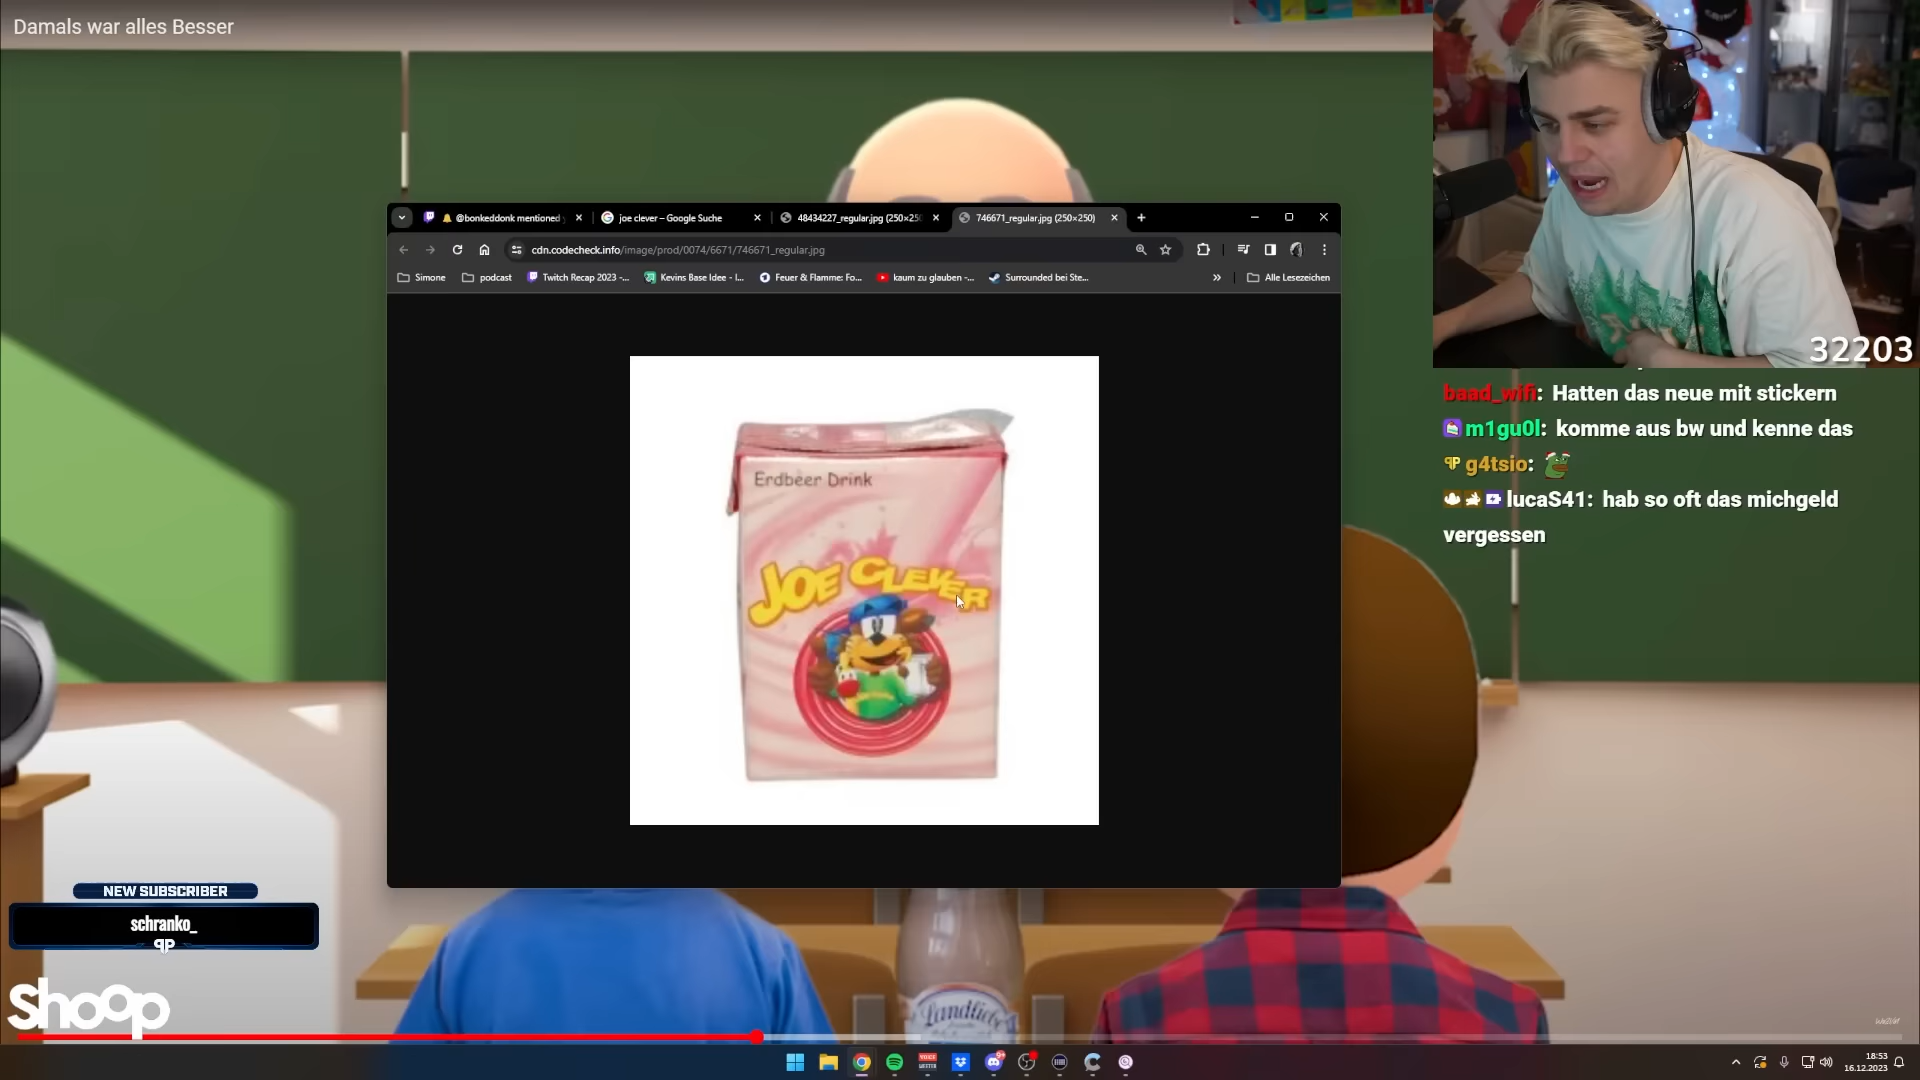 Damals war alles Besser
@bonkeddonk mentioned
joe clever – Google Suche
48434227_regular.jpg (250×25
746671_regular.jpg (250×250)
cdn.codecheck.info/image/prod/0074/6671/746671_regular.jpg
Simone
podcast
Twitch Recap 2023 -...
Kevins Base Idee - I...
Feuer & Flamme: Fo...
kaum zu glauben -...
Surrounded bei Ste...
»
Alle Lesezeichen
Erdbeer Drink
JOE CLEVER
32203
baad_wifi: Hatten das neue mit stickern
m1gu0l: komme aus bw und kenne das
g4tsio:
lucaS41: hab so oft das michgeld
vergessen
NEW SUBSCRIBER
schranko_
Shoop
Landliebe
18:53
16.12.2023